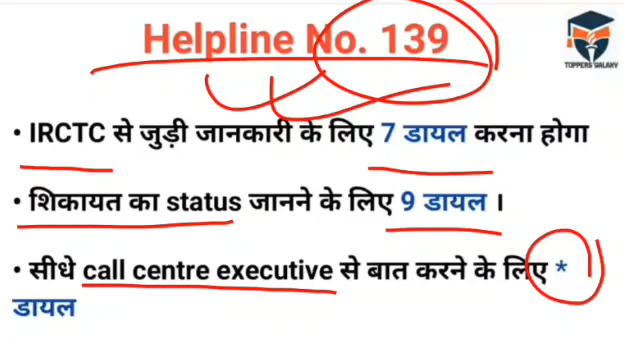 Helpline No. 139
TOPPERS GALAXY
• IRCTC से जुड़ी जानकारी के लिए 7 डायल करना होगा
• शिकायत का status जानने के लिए 9 डायल ।
• सीधे call centre executive से बात करने के लिए *
डायल